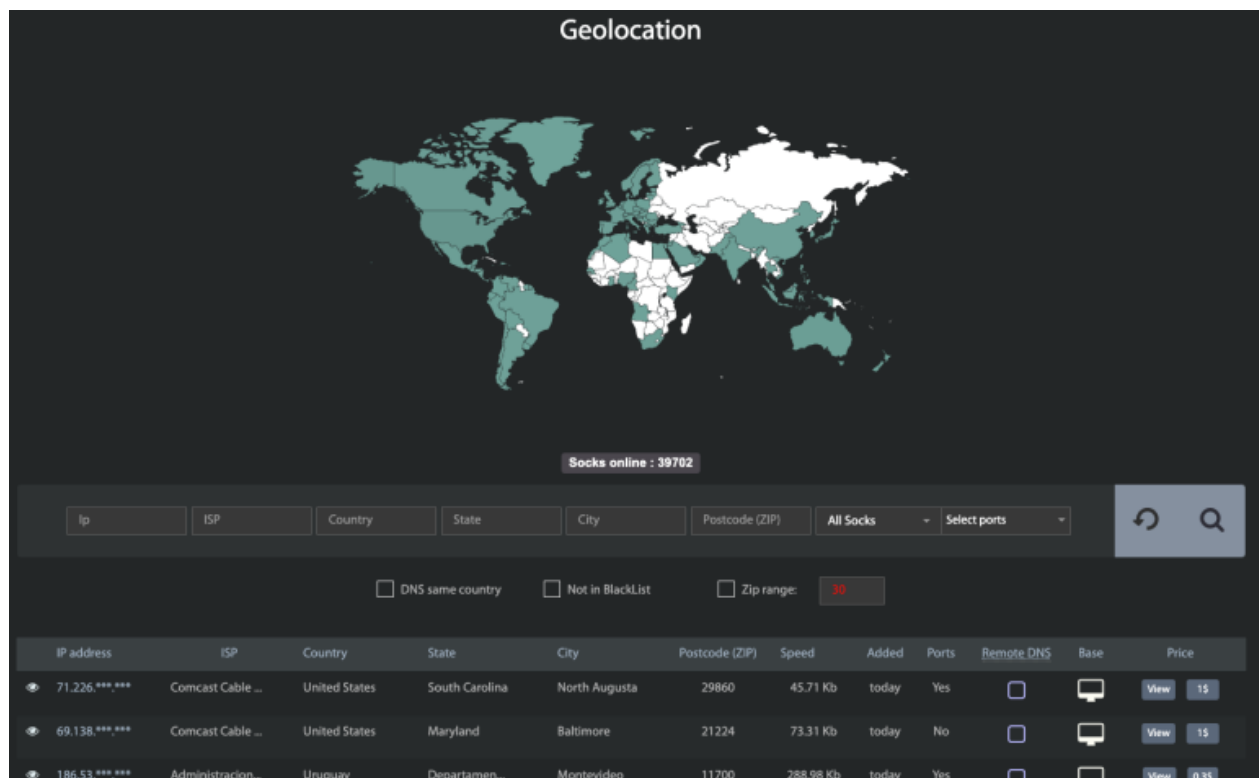 Geolocation
Socks online : 39702
Ip ISP Country State City Postcode (ZIP) All Socks Select ports
DNS same country Not in BlackList Zip range: 30
IP address ISP Country State City Postcode (ZIP) Speed Added Ports Remote DNS Base Price
71.226.***.*** Comcast Cable ... United States South Carolina North Augusta 29860 45.71 Kb today Yes View 1$
69.138.***.*** Comcast Cable ... United States Maryland Baltimore 21224 73.31 Kb today No View 1$
186.53.***.*** Administracion... Uruguay Departamen... Montevideo 11700 288.98 Kb today Yes View 0.3$